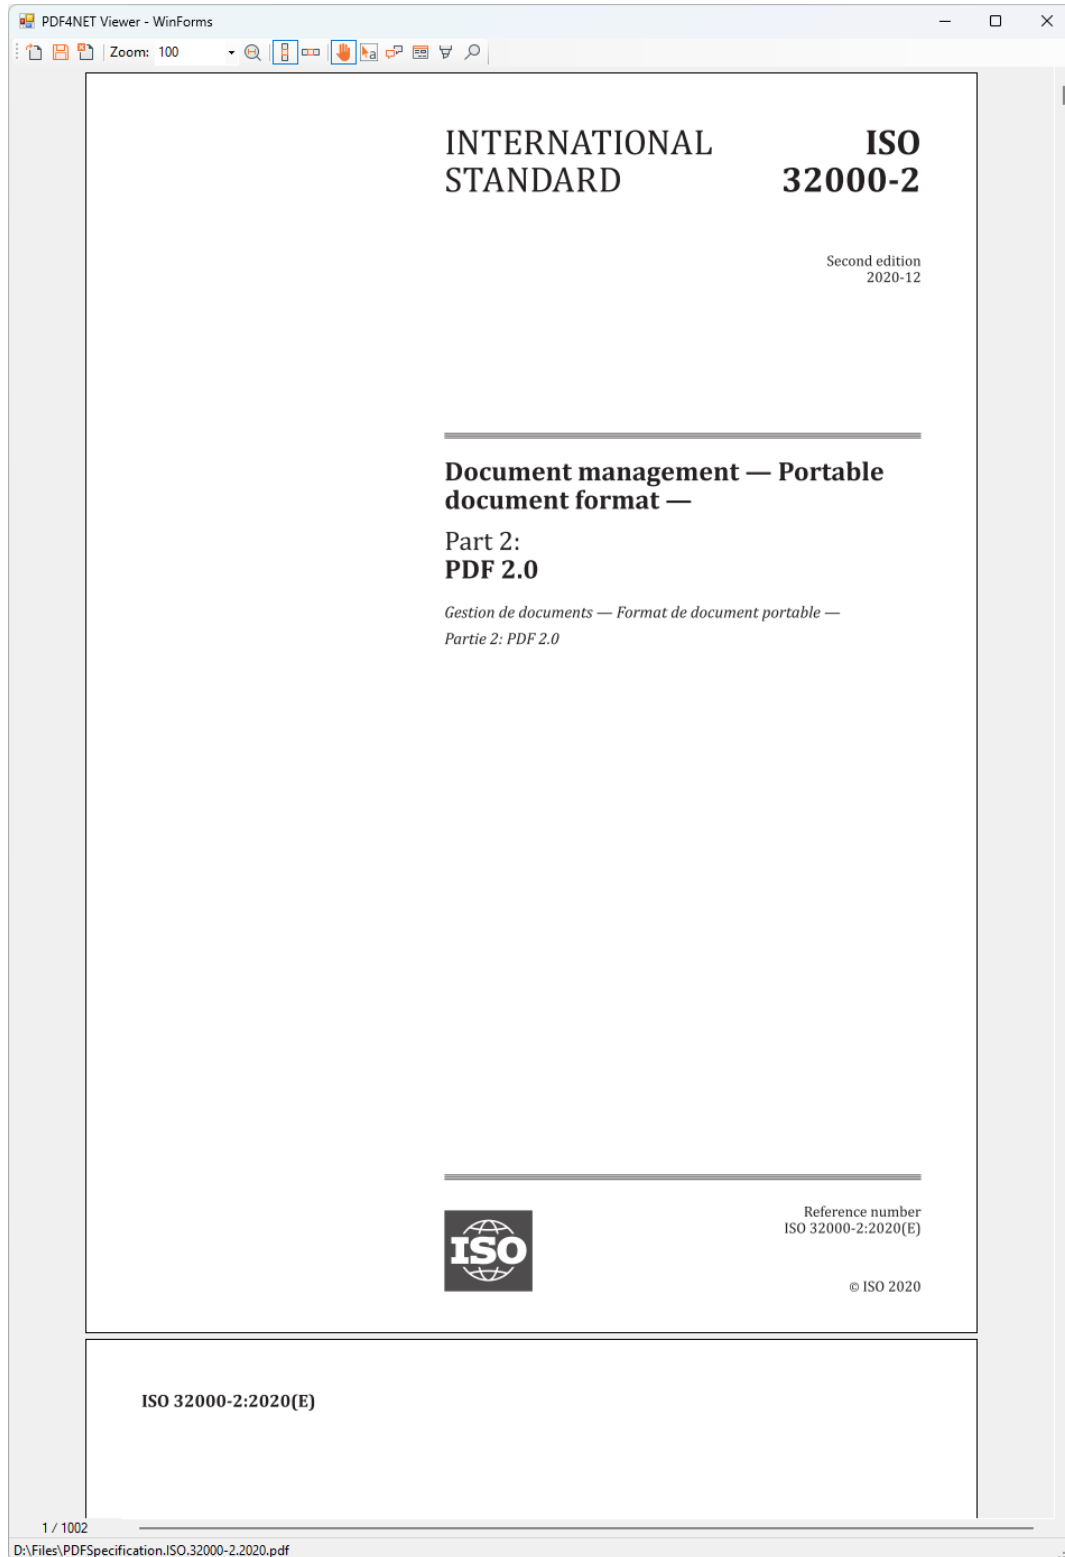 PDF4NET Viewer - WinForms
Zoom: 100
INTERNATIONAL STANDARD
ISO 32000-2
Second edition
2020-12
Document management — Portable
document format —
Part 2:
PDF 2.0
Gestion de documents — Format de document portable —
Partie 2: PDF 2.0
ISO
Reference number
ISO 32000-2:2020(E)
© ISO 2020
ISO 32000-2:2020(E)
1 / 1002
D:\Files\PDFSpecification.ISO.32000-2.2020.pdf